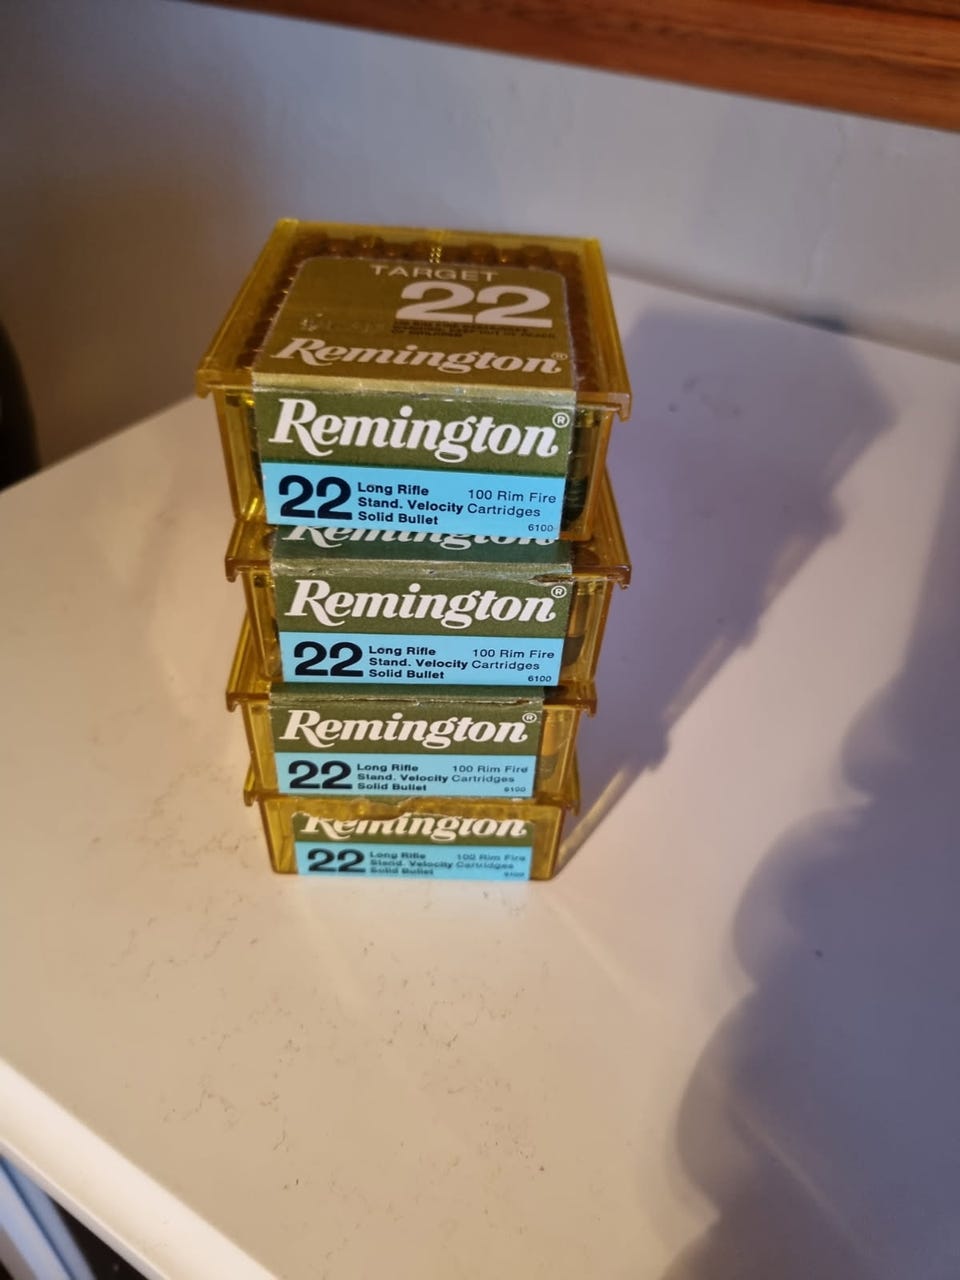 TARGET
22
Remington®
Remington®
22 Long Rifle 100 Rim Fire
Stand. Velocity Cartridges
Solid Bullet 6100
Remington
Remington®
22 Long Rifle 100 Rim Fire
Stand. Velocity Cartridges
Solid Bullet 6100
Remington®
22 Long Rifle 100 Rim Fire
Stand. Velocity Cartridges
Solid Bullet 6100
Remington
22 Long Rifle 100 Rim Fire
Stand. Velocity Cartridges
Solid Bullet 6100